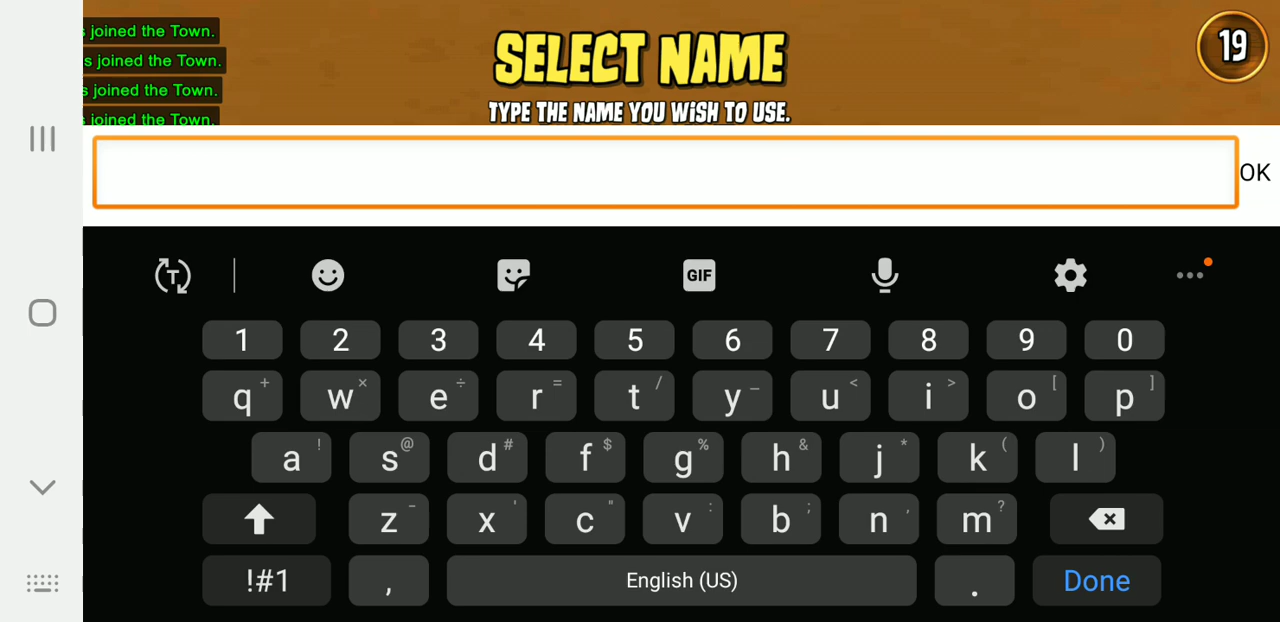 s joined the Town.
s joined the Town.
s joined the Town.
s joined the Town.
SELECT NAME
TYPE THE NAME YOU WISH TO USE.
19
OK
T
GIF
1 2 3 4 5 6 7 8 9 0
q + w × e ÷ r = t / y _ u < i > o [ p ]
a ! s @ d # f $ g % h & j * k ( l )
z - x ' c " v : b ; n , m ?
!#1 , English (US) . Done